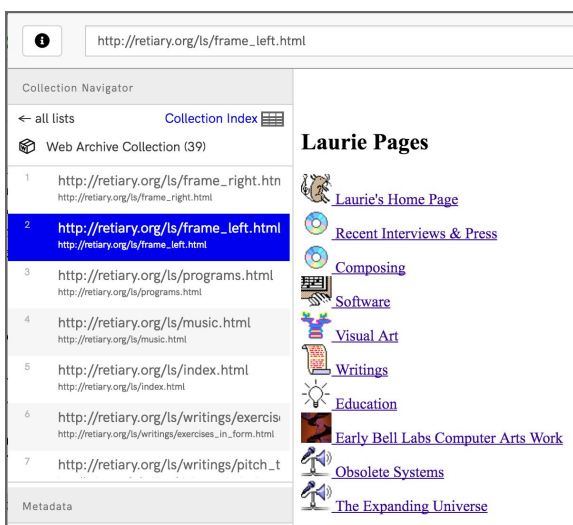 http://retiary.org/ls/frame_left.html
Collection Navigator
← all lists
Collection Index
Web Archive Collection (39)
1
http://retiary.org/ls/frame_right.htn
http://retiary.org/ls/frame_right.html
2
http://retiary.org/ls/frame_left.html
http://retiary.org/ls/frame_left.html
3
http://retiary.org/ls/programs.html
http://retiary.org/ls/programs.html
4
http://retiary.org/ls/music.html
http://retiary.org/ls/music.html
5
http://retiary.org/ls/index.html
http://retiary.org/ls/index.html
6
http://retiary.org/ls/writings/exercis
http://retiary.org/ls/writings/exercises_in_form.html
7
http://retiary.org/ls/writings/pitch_t
Metadata
Laurie Pages
Laurie's Home Page
Recent Interviews & Press
Composing
Software
Visual Art
Writings
Education
Early Bell Labs Computer Arts Work
Obsolete Systems
The Expanding Universe